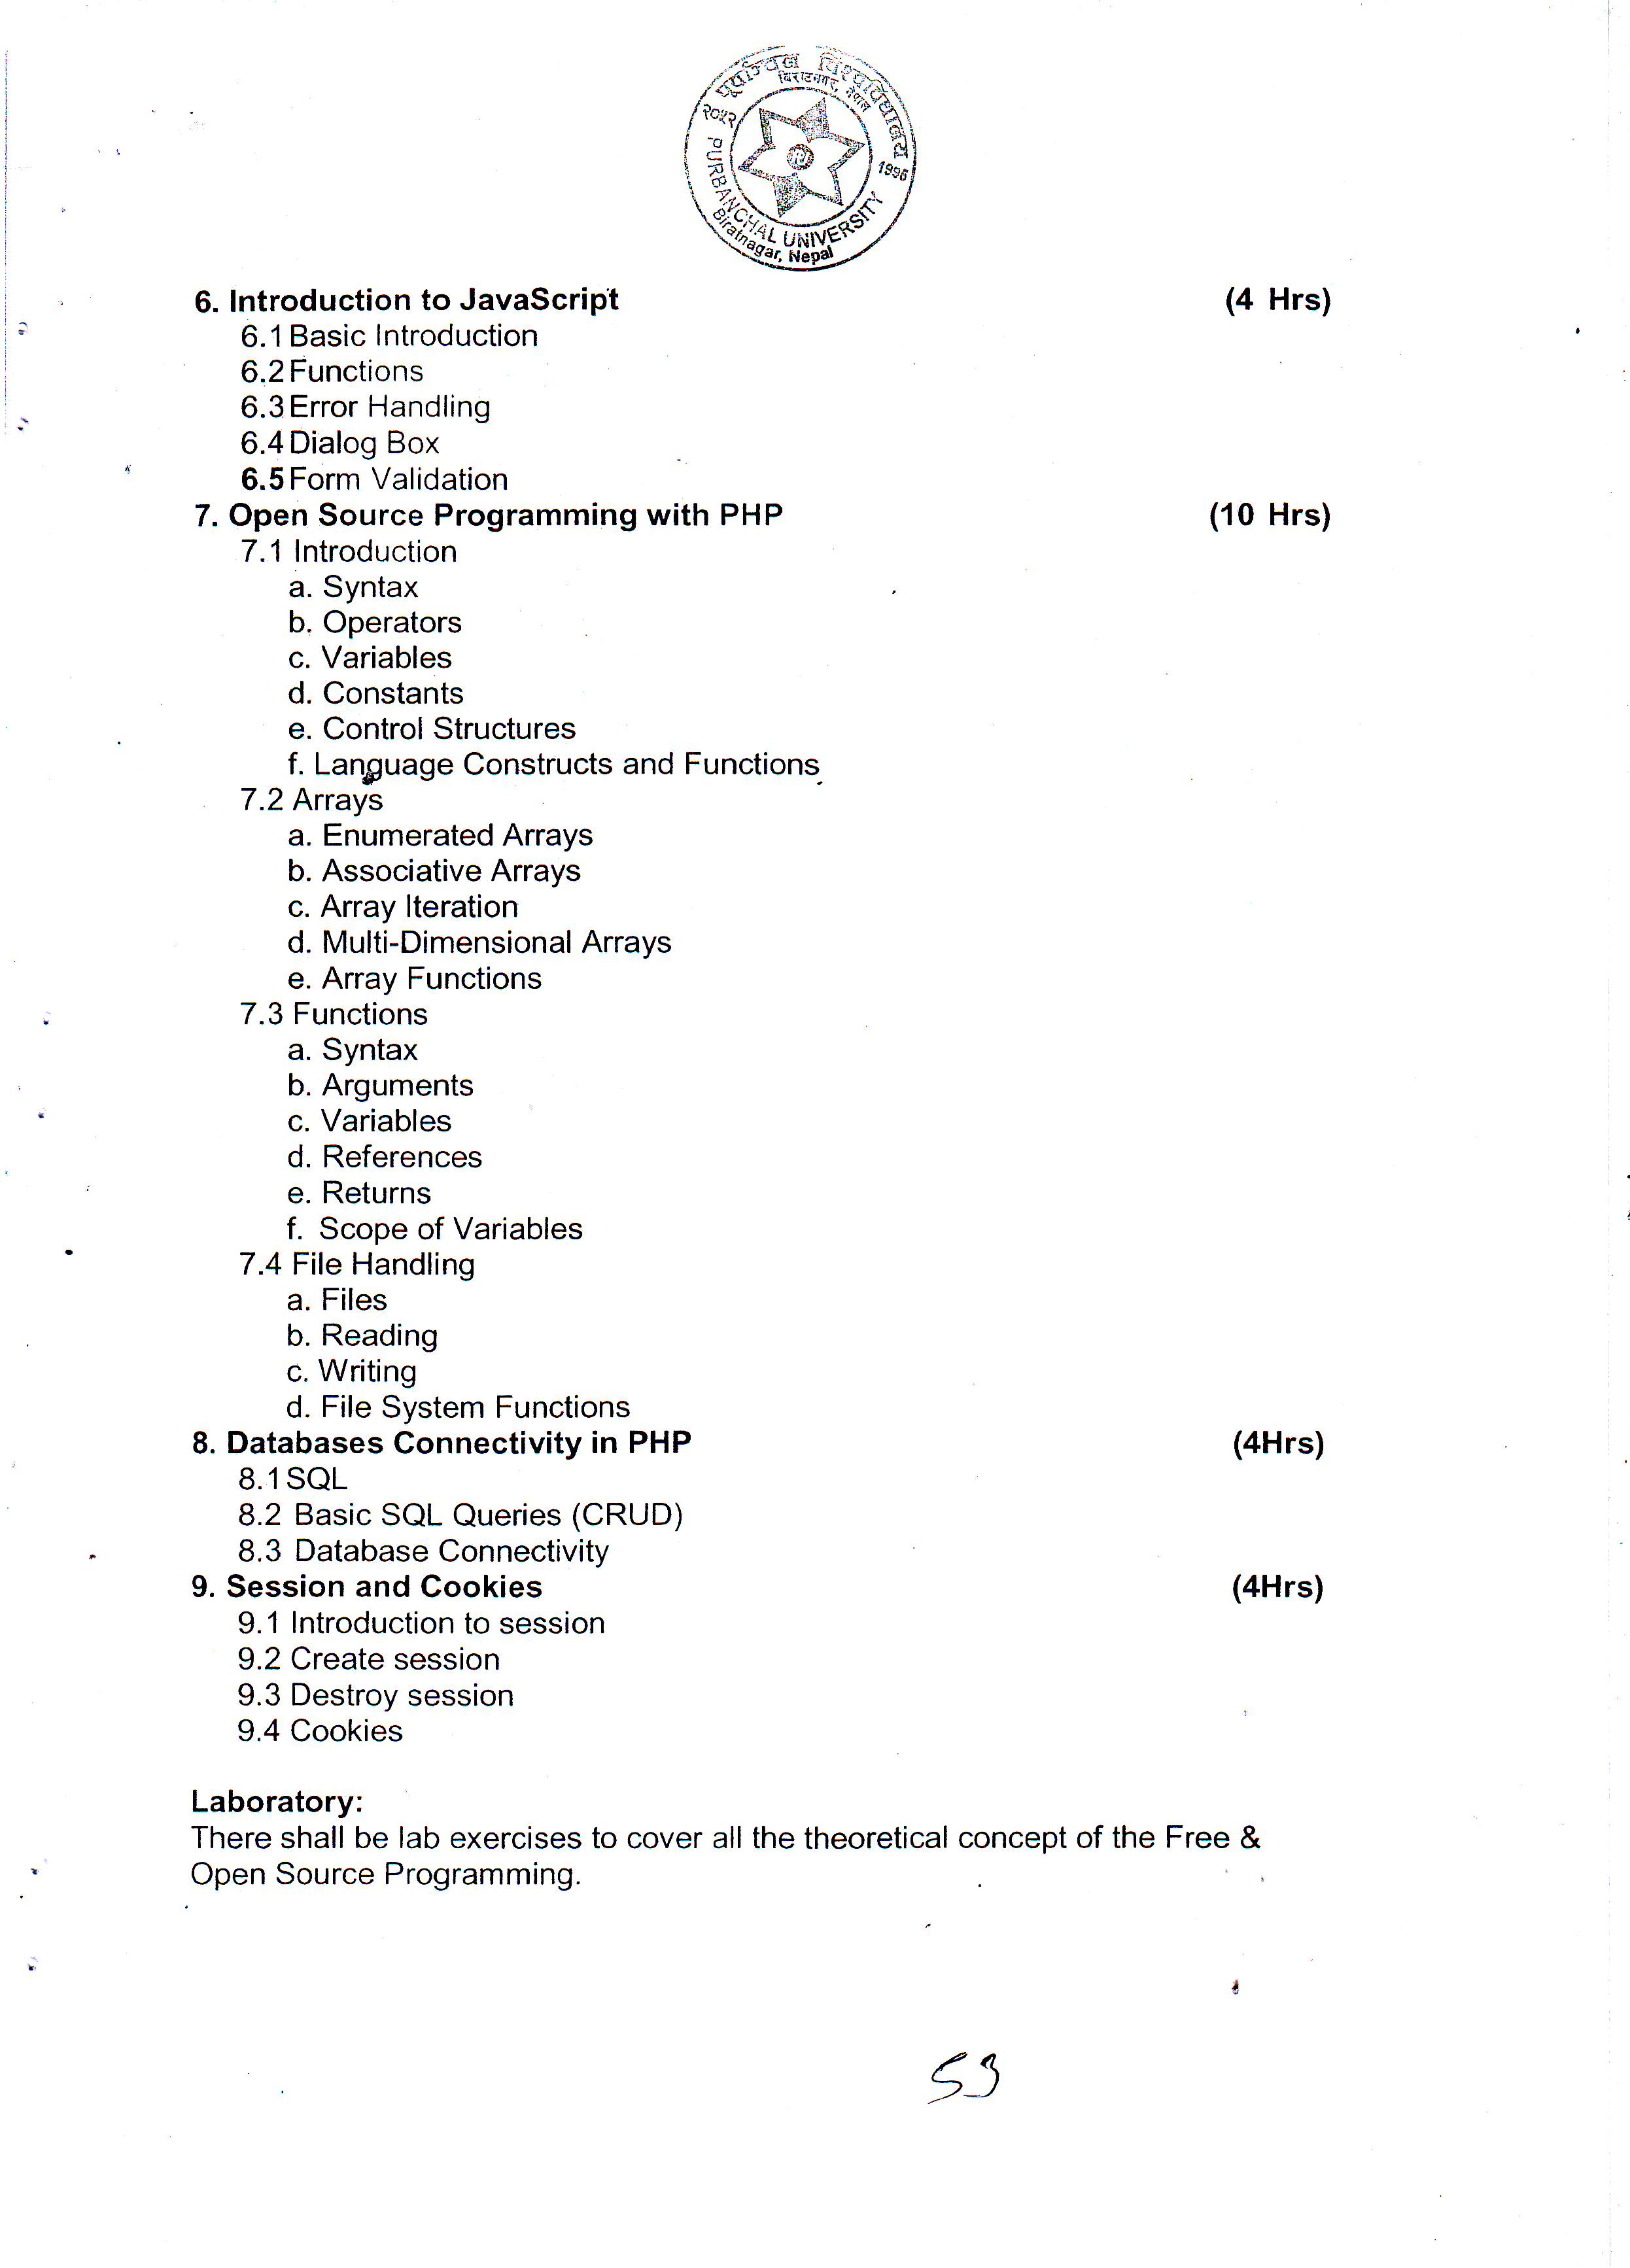 पूर्वाञ्चल विश्वविद्यालय
विराटनगर, नेपाल
२०५२
1996
PURBANCHAL UNIVERSITY
Biratnagar, Nepal
6. Introduction to JavaScript (4 Hrs)
6.1 Basic Introduction
6.2 Functions
6.3 Error Handling
6.4 Dialog Box
6.5 Form Validation
7. Open Source Programming with PHP (10 Hrs)
7.1 Introduction
a. Syntax
b. Operators
c. Variables
d. Constants
e. Control Structures
f. Language Constructs and Functions
7.2 Arrays
a. Enumerated Arrays
b. Associative Arrays
c. Array Iteration
d. Multi-Dimensional Arrays
e. Array Functions
7.3 Functions
a. Syntax
b. Arguments
c. Variables
d. References
e. Returns
f. Scope of Variables
7.4 File Handling
a. Files
b. Reading
c. Writing
d. File System Functions
8. Databases Connectivity in PHP (4Hrs)
8.1 SQL
8.2 Basic SQL Queries (CRUD)
8.3 Database Connectivity
9. Session and Cookies (4Hrs)
9.1 Introduction to session
9.2 Create session
9.3 Destroy session
9.4 Cookies
Laboratory:
There shall be lab exercises to cover all the theoretical concept of the Free &
Open Source Programming.